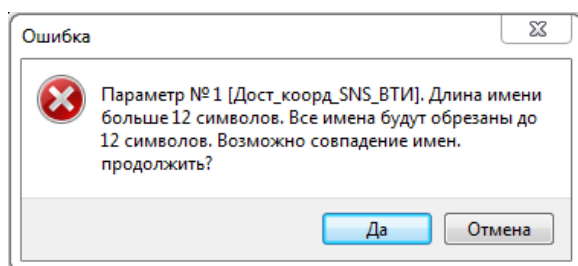 Ошибка
Параметр № 1 [Дост_коорд_SNS_ВТИ]. Длина имени
больше 12 символов. Все имена будут обрезаны до
12 символов. Возможно совпадение имен.
продолжить?
Да
Отмена